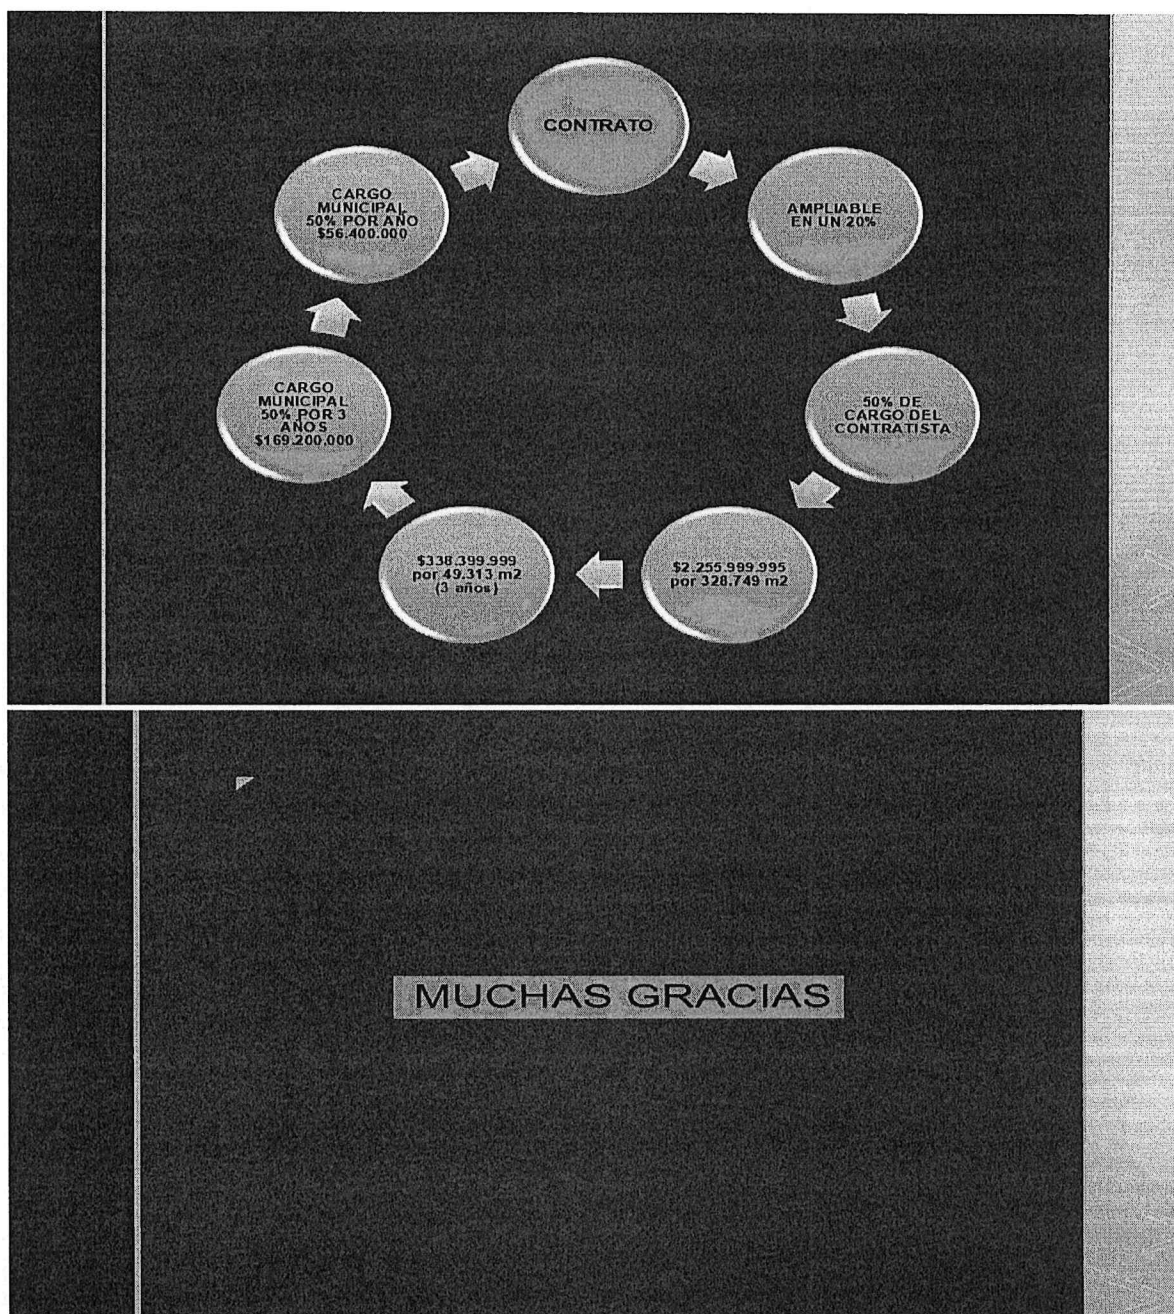 CONTRATO
AMPLIABLE
EN UN 20%
50% DE
CARGO DEL
CONTRATISTA
$2.255.999.995
por 328.749 m2
$338.399.999
por 49.313 m2
(3 años)
CARGO
MUNICIPAL
50% POR 3
AÑOS
$169.200.000
CARGO
MUNICIPAL
50% POR AÑO
$56.400.000
MUCHAS GRACIAS